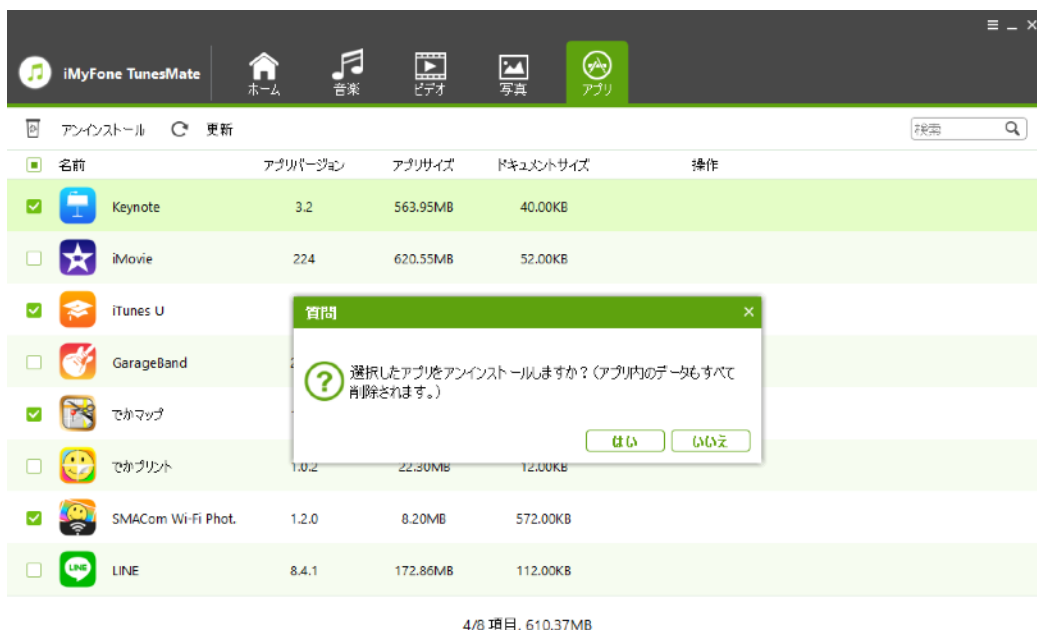 iMyFone TunesMate
ホーム
音楽
ビデオ
写真
アプリ
アンインストール 更新
検索
名前 アプリバージョン アプリサイズ ドキュメントサイズ 操作
Keynote 3.2 563.95MB 40.00KB
iMovie 224 620.55MB 52.00KB
iTunes U
質問
GarageBand
選択したアプリをアンインストールしますか？（アプリ内のデータもすべて
削除されます。）
でかマップ
はい いいえ
でかプリント 1.0.2 22.30MB 12.00KB
SMACom Wi-Fi Phot. 1.2.0 8.20MB 572.00KB
LINE
LINE 8.4.1 172.86MB 112.00KB
4/8 項目, 610.37MB